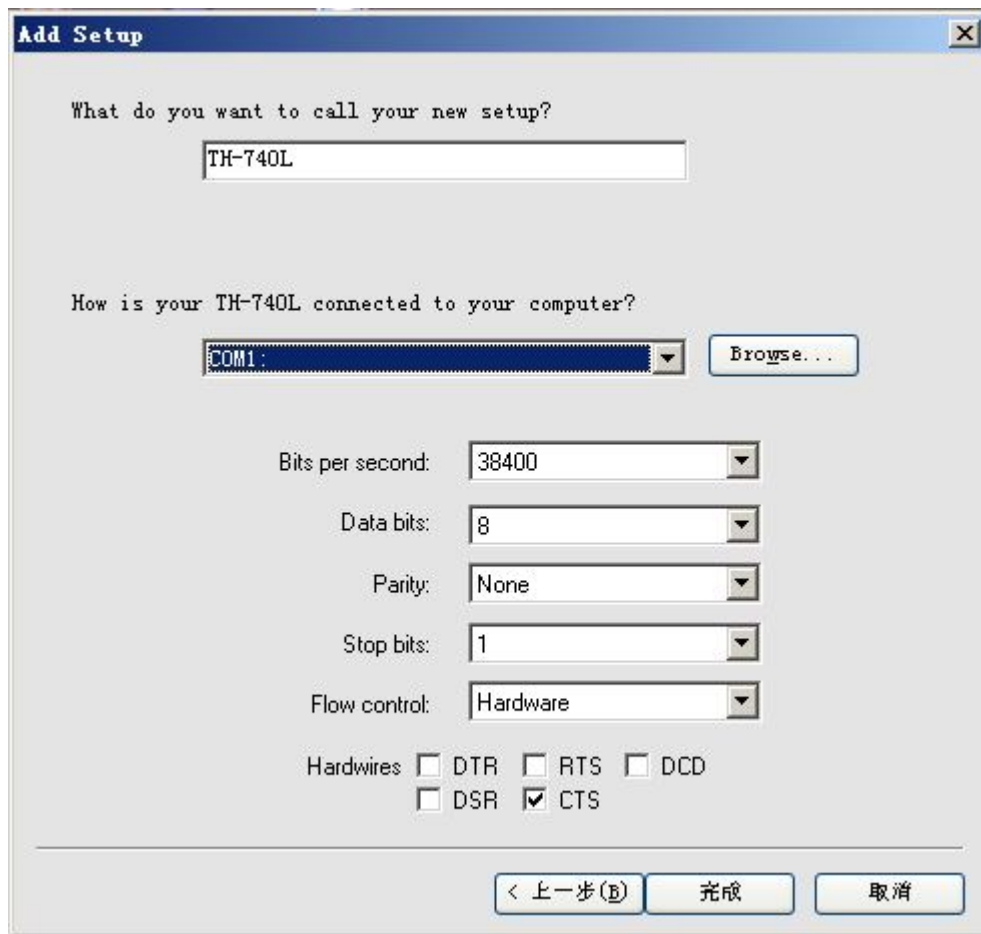 Add Setup
What do you want to call your new setup?
TH-740L
How is your TH-740L connected to your computer?
COM1:
Browse...
Bits per second: 38400
Data bits: 8
Parity: None
Stop bits: 1
Flow control: Hardware
Hardwires DTR RTS DCD
DSR CTS
< 上一步(B) 完成 取消